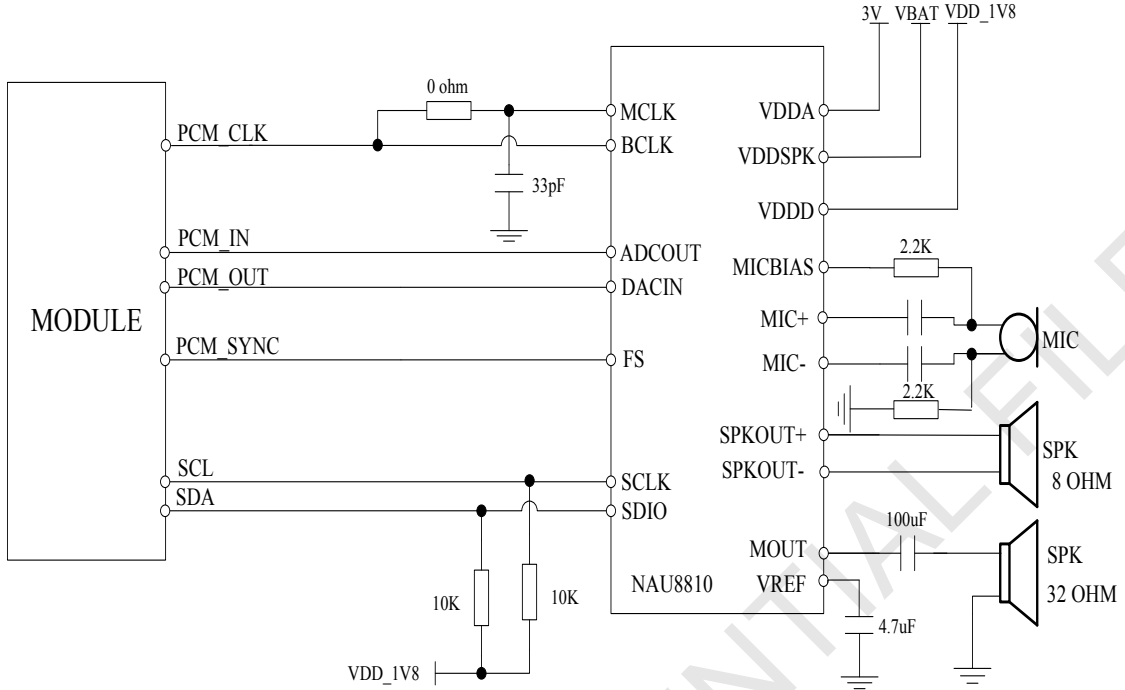 3V VBAT VDD_1V8
0 ohm
MCLK
VDDA
PCM_CLK
BCLK
VDDSPK
33pF
VDDD
PCM_IN
ADCOUT
MICBIAS
2.2K
PCM_OUT
DACIN
MODULE
MIC+
MIC
PCM_SYNC
FS
MIC-
2.2K
SPKOUT+
SPK
8 OHM
SCL
SCLK
SPKOUT-
SDA
SDIO
100uF
MOUT
SPK
32 OHM
10K
10K
NAU8810
VREF
4.7uF
VDD_1V8
NTIAL FILE